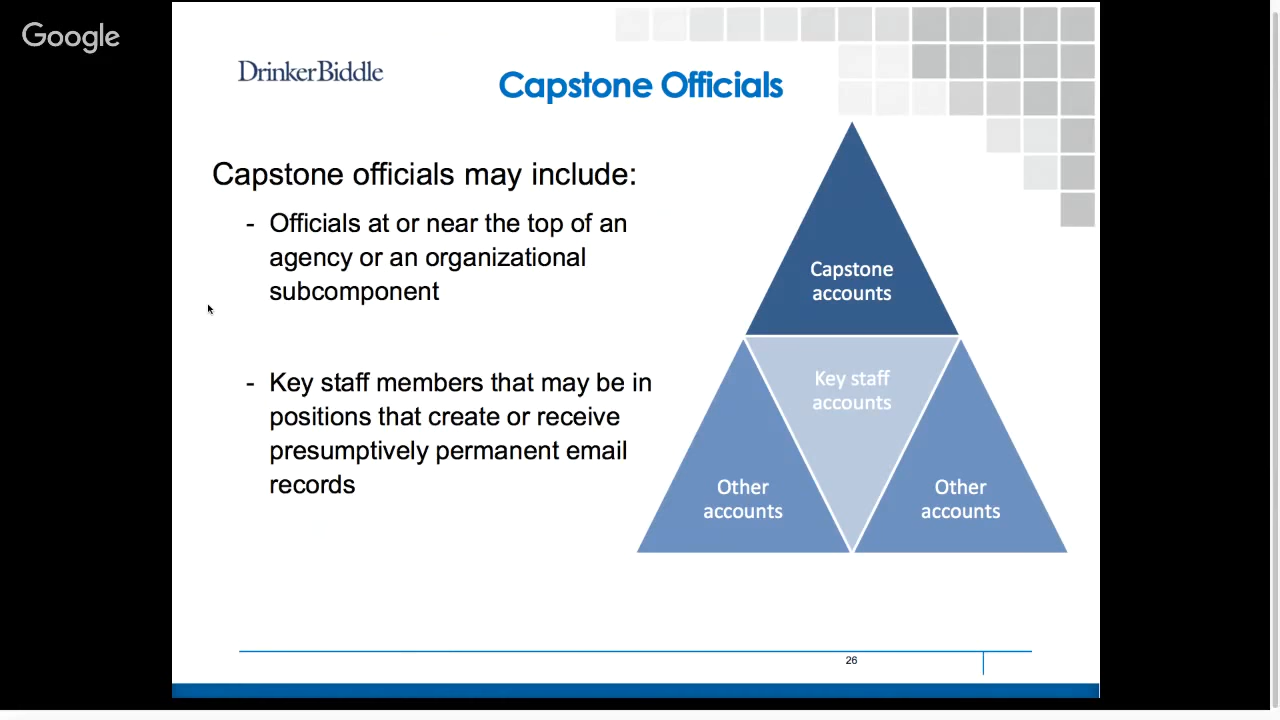 Google
DrinkerBiddle
Capstone Officials
Capstone officials may include:
- Officials at or near the top of an
agency or an organizational
subcomponent
- Key staff members that may be in
positions that create or receive
presumptively permanent email
records
Capstone
accounts
Key staff
accounts
Other
accounts
Other
accounts
26